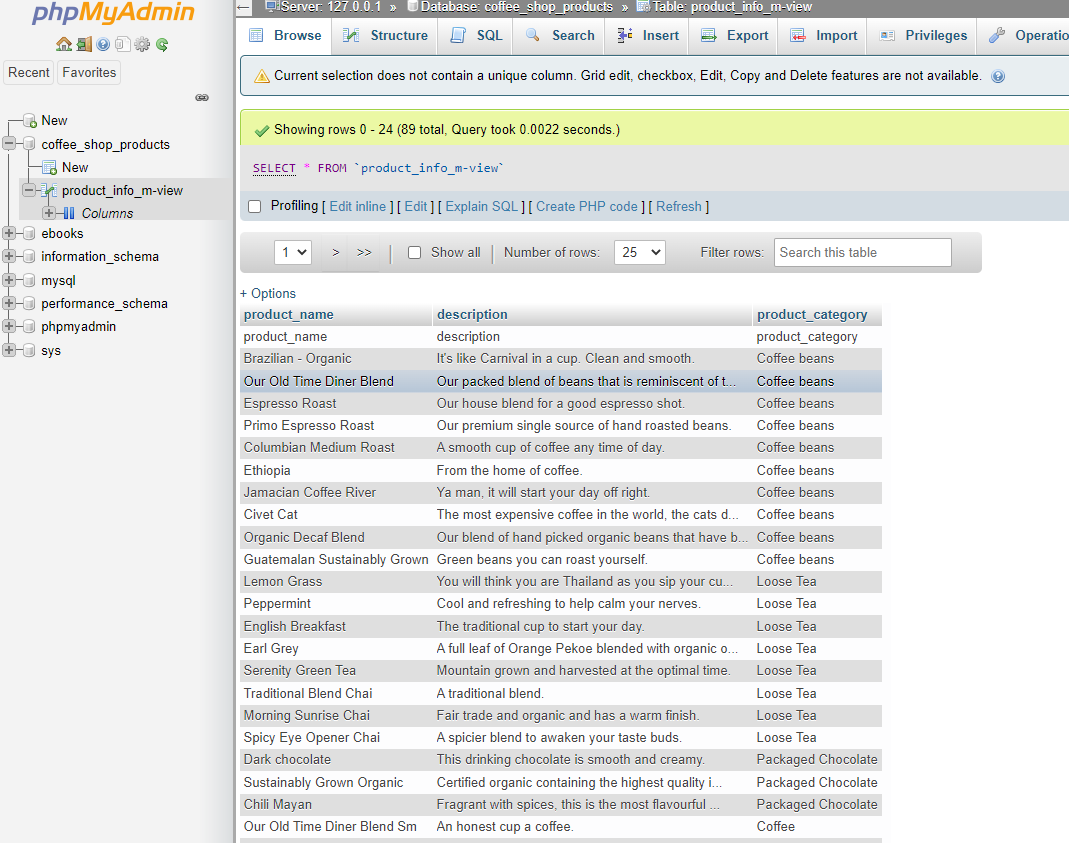 phpMyAdmin
Recent Favorites
New
coffee_shop_products
New
product_info_m-view
Columns
ebooks
information_schema
mysql
performance_schema
phpmyadmin
sys
Server: 127.0.0.1 » Database: coffee_shop_products » Table: product_info_m-view
Browse Structure SQL Search Insert Export Import Privileges Operatio
Current selection does not contain a unique column. Grid edit, checkbox, Edit, Copy and Delete features are not available.
Showing rows 0 - 24 (89 total, Query took 0.0022 seconds.)
SELECT * FROM `product_info_m-view`
Profiling [ Edit inline ] [ Edit ] [ Explain SQL ] [ Create PHP code ] [ Refresh ]
1 > >> | Show all | Number of rows: 25 Filter rows: Search this table
+ Options
product_name description product_category
product_name description product_category
Brazilian - Organic It's like Carnival in a cup. Clean and smooth. Coffee beans
Our Old Time Diner Blend Our packed blend of beans that is reminiscent of t... Coffee beans
Espresso Roast Our house blend for a good espresso shot. Coffee beans
Primo Espresso Roast Our premium single source of hand roasted beans. Coffee beans
Columbian Medium Roast A smooth cup of coffee any time of day. Coffee beans
Ethiopia From the home of coffee. Coffee beans
Jamacian Coffee River Ya man, it will start your day off right. Coffee beans
Civet Cat The most expensive coffee in the world, the cats d... Coffee beans
Organic Decaf Blend Our blend of hand picked organic beans that have b... Coffee beans
Guatemalan Sustainably Grown Green beans you can roast yourself. Coffee beans
Lemon Grass You will think you are Thailand as you sip your cu... Loose Tea
Peppermint Cool and refreshing to help calm your nerves. Loose Tea
English Breakfast The traditional cup to start your day. Loose Tea
Earl Grey A full leaf of Orange Pekoe blended with organic o... Loose Tea
Serenity Green Tea Mountain grown and harvested at the optimal time. Loose Tea
Traditional Blend Chai A traditional blend. Loose Tea
Morning Sunrise Chai Fair trade and organic and has a warm finish. Loose Tea
Spicy Eye Opener Chai A spicier blend to awaken your taste buds. Loose Tea
Dark chocolate This drinking chocolate is smooth and creamy. Packaged Chocolate
Sustainably Grown Organic Certified organic containing the highest quality i... Packaged Chocolate
Chili Mayan Fragrant with spices, this is the most flavourful ... Packaged Chocolate
Our Old Time Diner Blend Sm An honest cup a coffee. Coffee